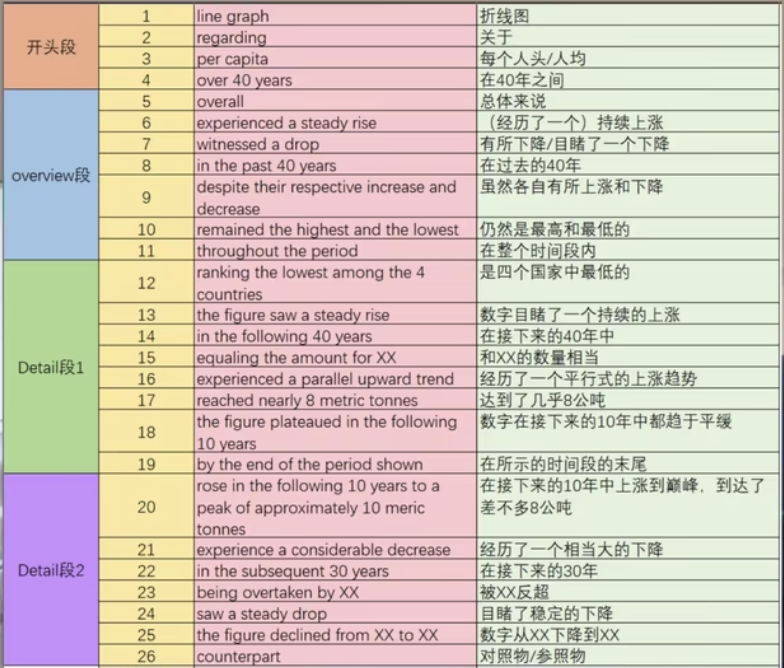 开头段
1 line graph 折线图
2 regarding 关于
3 per capita 每个人头/人均
4 over 40 years 在40年之间
overview段
5 overall 总体来说
6 experienced a steady rise （经历了一个）持续上涨
7 witnessed a drop 有所下降/目睹了一个下降
8 in the past 40 years 在过去的40年
9 despite their respective increase and 虽然各自有所上涨和下降
decrease
10 remained the highest and the lowest 仍然是最高和最低的
11 throughout the period 在整个时间段内
Detail段1
12 ranking the lowest among the 4 是四个国家中最低的
countries
13 the figure saw a steady rise 数字目睹了一个持续的上涨
14 in the following 40 years 在接下来的40年中
15 equaling the amount for XX 和XX的数量相当
16 experienced a parallel upward trend 经历了一个平行式的上涨趋势
17 reached nearly 8 metric tonnes 达到了几乎8公吨
18 the figure plateaued in the following 数字在接下来的10年中都趋于平缓
10 years
19 by the end of the period shown 在所示的时间段的末尾
Detail段2
20 rose in the following 10 years to a 在接下来的10年中上涨到巅峰，到达了
peak of approximately 10 meric 差不多8公吨
tonnes
21 experience a considerable decrease 经历了一个相当大的下降
22 in the subsequent 30 years 在接下来的30年
23 being overtaken by XX 被XX反超
24 saw a steady drop 目睹了稳定的下降
25 the figure declined from XX to XX 数字从XX下降到XX
26 counterpart 对照物/参照物